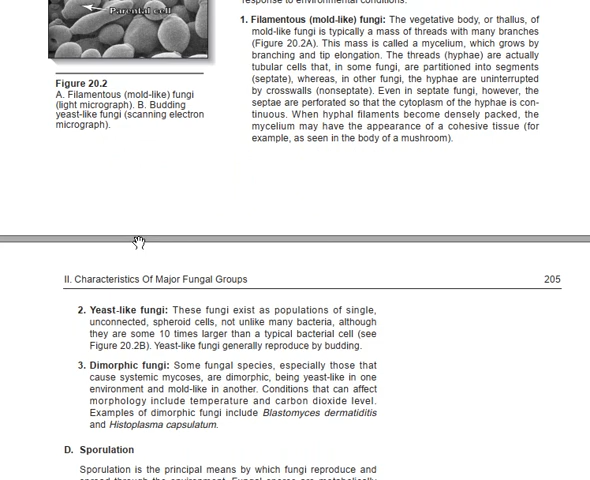 response to environmental conditions.
Parental cell
1. Filamentous (mold-like) fungi: The vegetative body, or thallus, of
mold-like fungi is typically a mass of threads with many branches
(Figure 20.2A). This mass is called a mycelium, which grows by
branching and tip elongation. The threads (hyphae) are actually
tubular cells that, in some fungi, are partitioned into segments
(septate), whereas, in other fungi, the hyphae are uninterrupted
by crosswalls (nonseptate). Even in septate fungi, however, the
septae are perforated so that the cytoplasm of the hyphae is con-
tinuous. When hyphal filaments become densely packed, the
mycelium may have the appearance of a cohesive tissue (for
example, as seen in the body of a mushroom).
Figure 20.2
A. Filamentous (mold-like) fungi
(light micrograph). B. Budding
yeast-like fungi (scanning electron
micrograph).
II. Characteristics Of Major Fungal Groups
205
2. Yeast-like fungi: These fungi exist as populations of single,
unconnected, spheroid cells, not unlike many bacteria, although
they are some 10 times larger than a typical bacterial cell (see
Figure 20.2B). Yeast-like fungi generally reproduce by budding.
3. Dimorphic fungi: Some fungal species, especially those that
cause systemic mycoses, are dimorphic, being yeast-like in one
environment and mold-like in another. Conditions that can affect
morphology include temperature and carbon dioxide level.
Examples of dimorphic fungi include Blastomyces dermatiditis
and Histoplasma capsulatum.
D. Sporulation
Sporulation is the principal means by which fungi reproduce and
spread through the environment. Fungal spores are metabolically